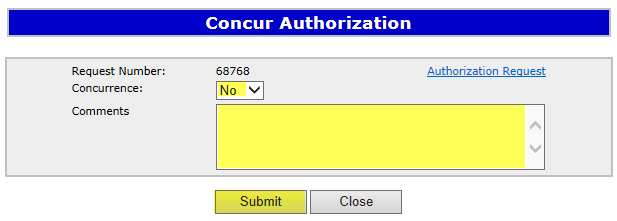 Concur Authorization
Request Number: 68768 Authorization Request
Concurrence: No
Comments
Submit Close